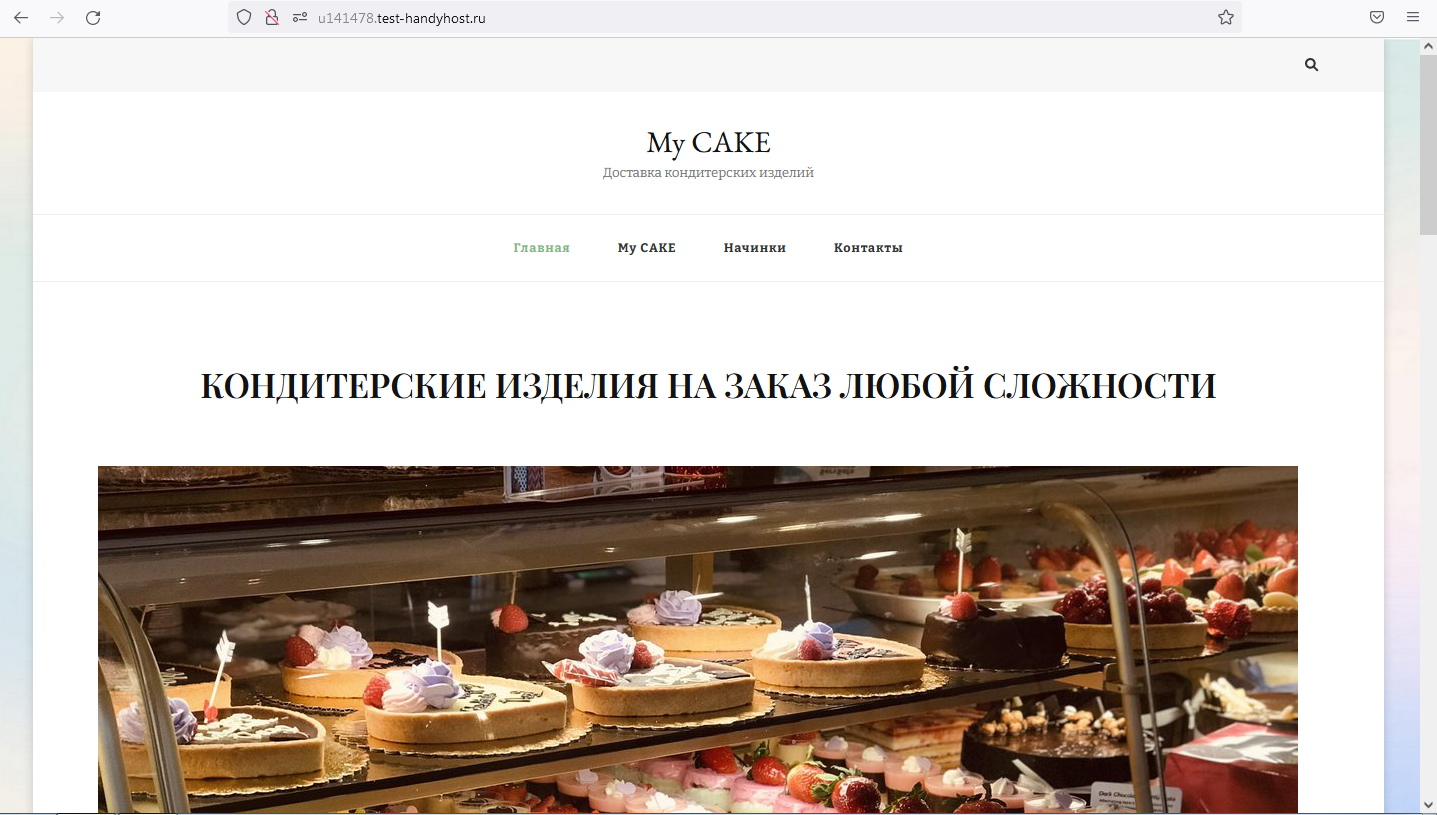 u141478.test-handyhost.ru
My CAKE
Доставка кондитерских изделий
Главная My CAKE Начинки Контакты
КОНДИТЕРСКИЕ ИЗДЕЛИЯ НА ЗАКАЗ ЛЮБОЙ СЛОЖНОСТИ